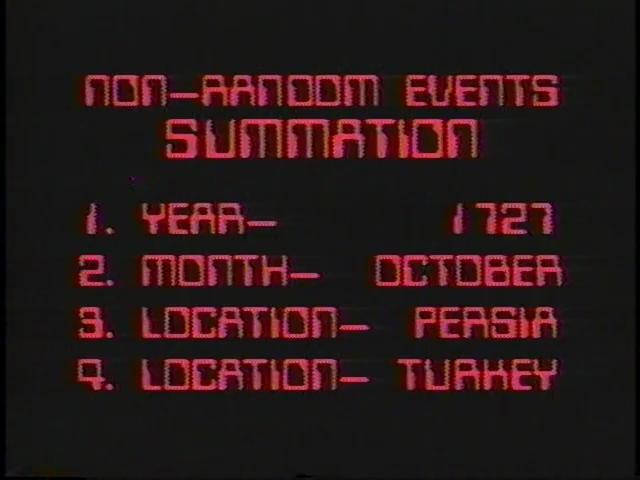 NON-RANDOM EVENTS
SUMMATION
1. YEAR- 1727
2. MONTH- OCTOBER
3. LOCATION- PERSIA
4. LOCATION- TURKEY